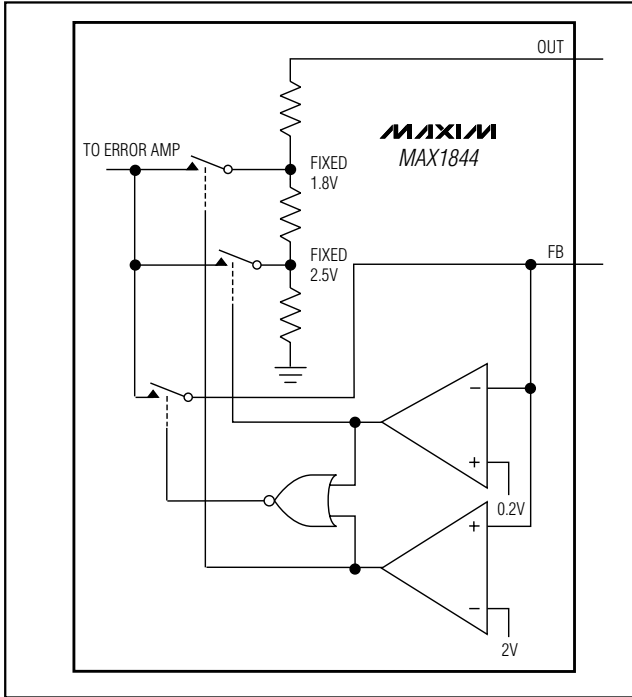 OUT
MAXIM
MAX1844
TO ERROR AMP
FIXED
1.8V
FIXED
2.5V
FB
−
+
0.2V
+
−
2V